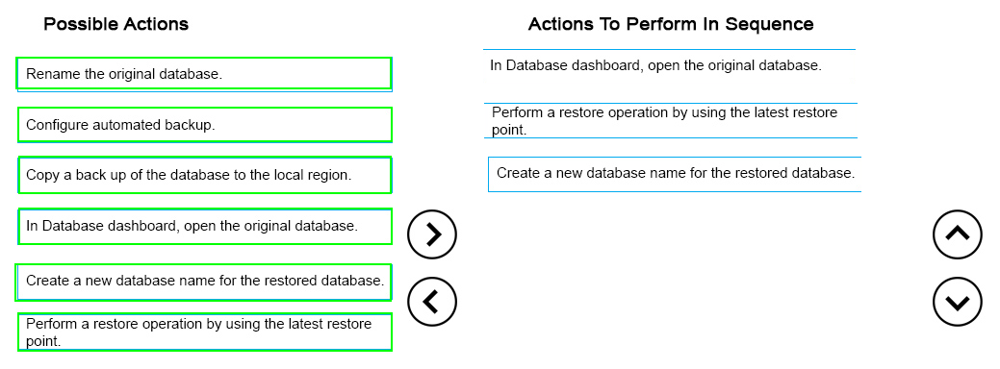 Possible Actions
Rename the original database.
Configure automated backup.
Copy a back up of the database to the local region.
In Database dashboard, open the original database.
Create a new database name for the restored database.
Perform a restore operation by using the latest restore
point.
Actions To Perform In Sequence
In Database dashboard, open the original database.
Perform a restore operation by using the latest restore
point.
Create a new database name for the restored database.